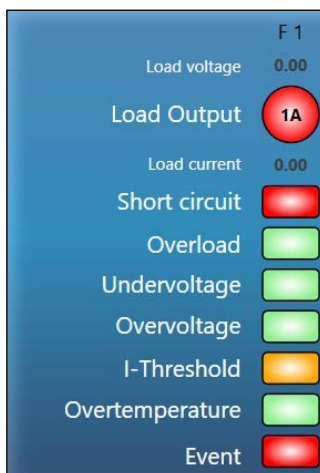 F 1
Load voltage 0.00
Load Output 1A
Load current 0.00
Short circuit
Overload
Undervoltage
Overvoltage
I-Threshold
Overtemperature
Event